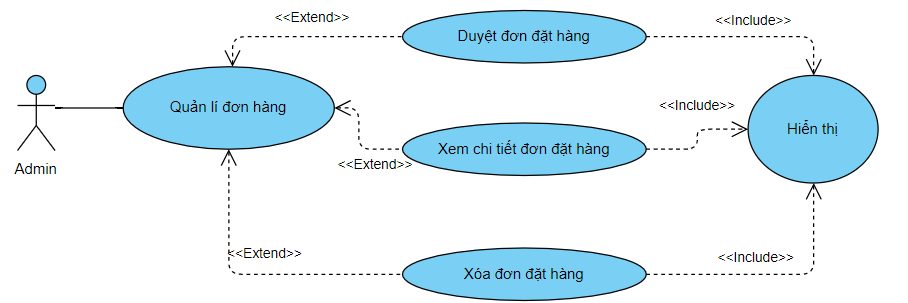 <<Extend>>
Duyệt đơn đặt hàng
<<Include>>
Quản lí đơn hàng
<<Include>>
Hiển thị
Xem chi tiết đơn đặt hàng
<<Extend>>
Admin
<<Extend>>
<<Include>>
Xóa đơn đặt hàng